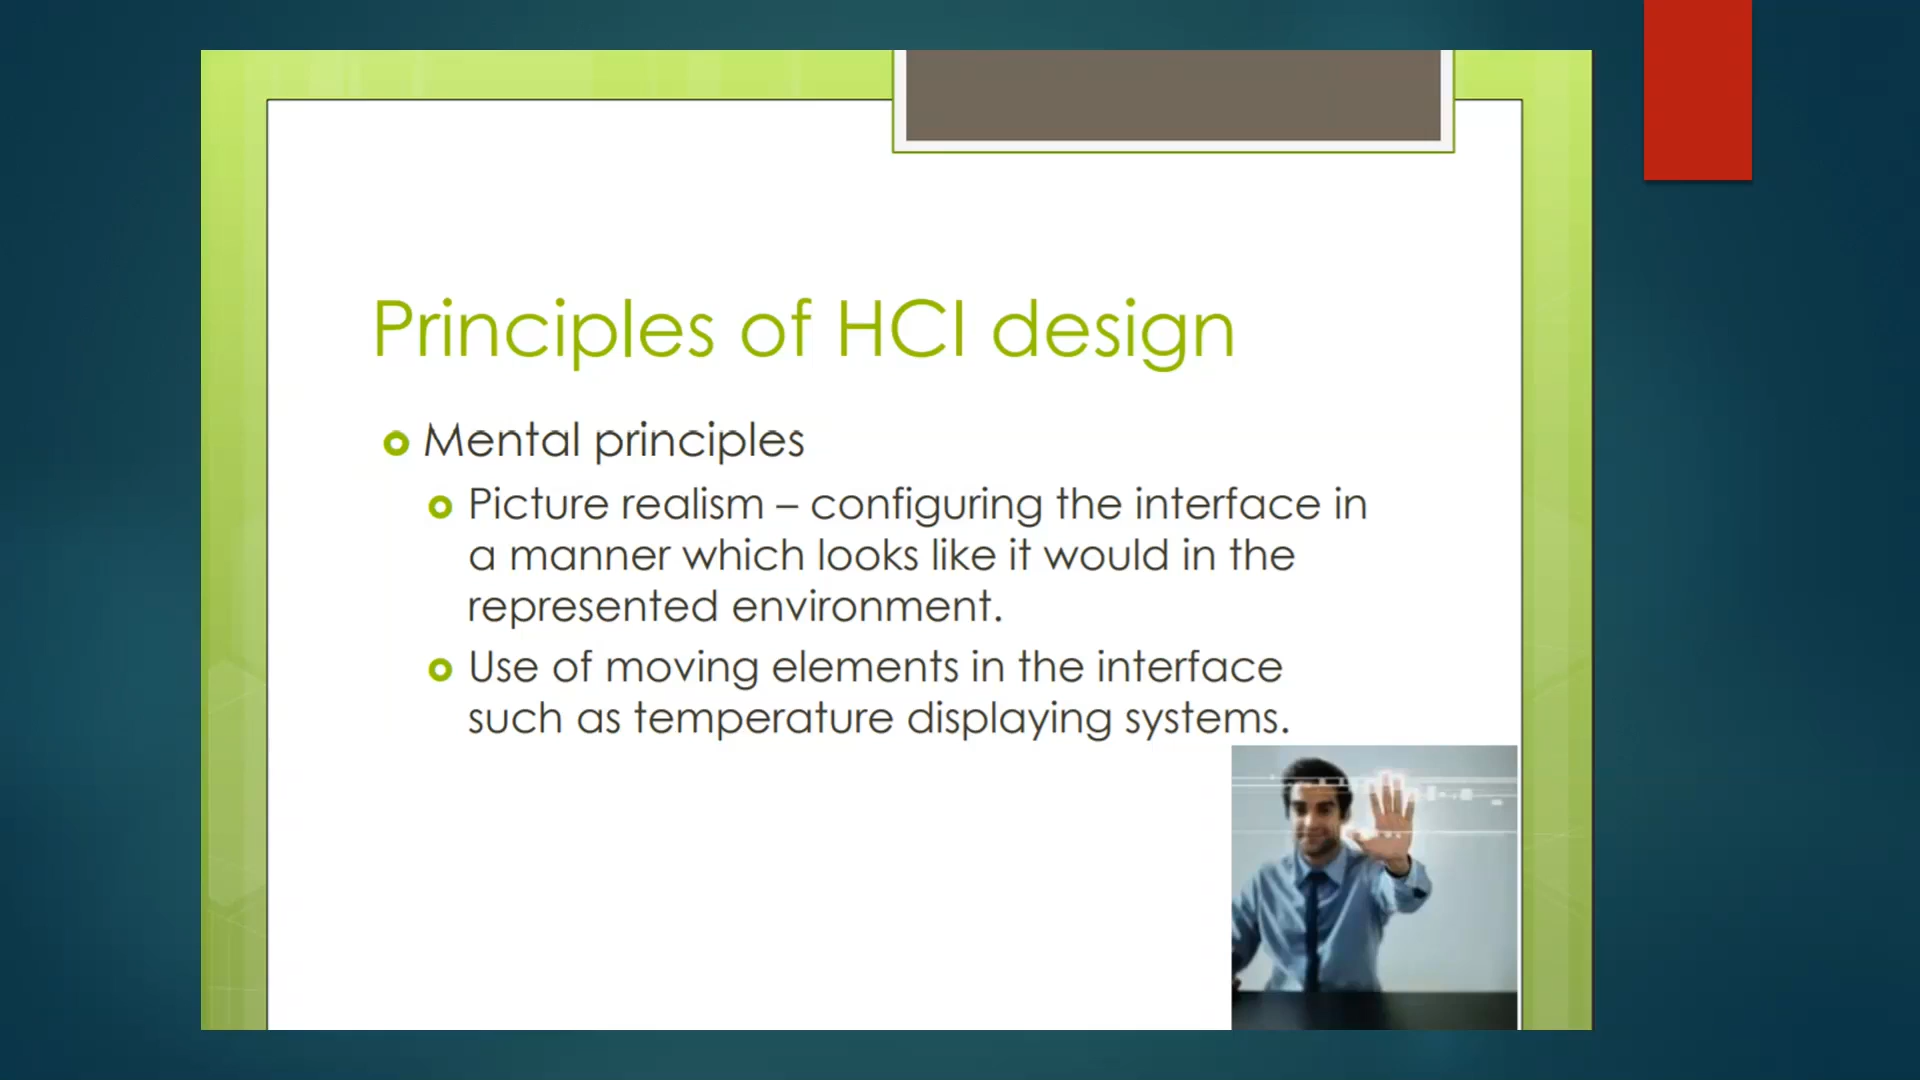 Principles of HCI design
Mental principles
Picture realism – configuring the interface in
a manner which looks like it would in the
represented environment.
Use of moving elements in the interface
such as temperature displaying systems.